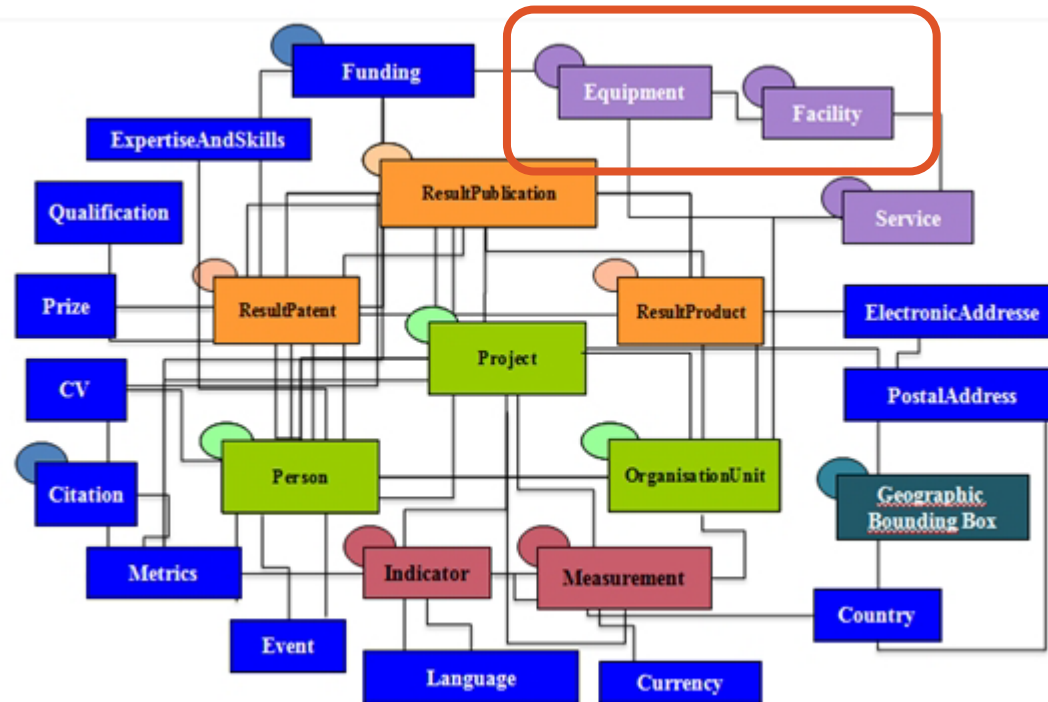 Funding
Equipment
Facility
ExpertiseAndSkills
ResultPublication
Qualification
Service
Prize
ResultPatent
ResultProduct
ElectronicAddresse
Project
CV
PostalAddress
Person
OrganisationUnit
Citation
Geographic
Bounding Box
Metrics
Indicator
Measurement
Country
Event
Language
Currency